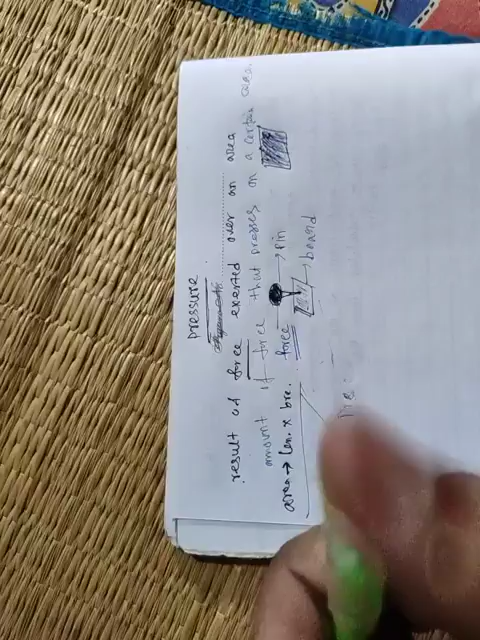 pressure
result of force exerted over an area
amount of force that presses on a certain area.
area → len. × bre. force → pin
→ board
The